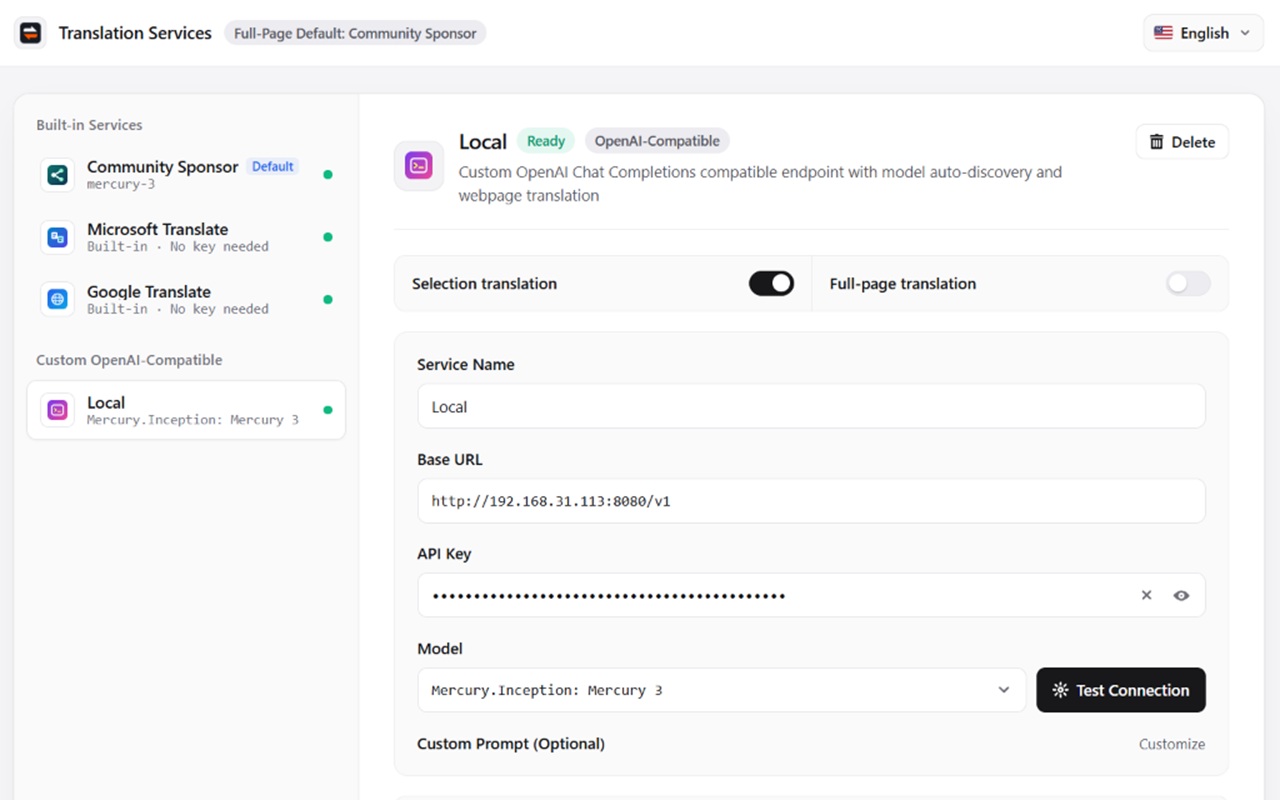 Translation Services
Full-Page Default: Community Sponsor
English
Built-in Services
Community Sponsor
Default
mercury-3
Microsoft Translate
Built-in · No key needed
Google Translate
Built-in · No key needed
Custom OpenAI-Compatible
Local
Mercury.Inception: Mercury 3
Local
Ready
OpenAI-Compatible
Delete
Custom OpenAI Chat Completions compatible endpoint with model auto-discovery and
webpage translation
Selection translation
Full-page translation
Service Name
Local
Base URL
http://192.168.31.113:8080/v1
API Key
Model
Mercury.Inception: Mercury 3
Test Connection
Custom Prompt (Optional)
Customize